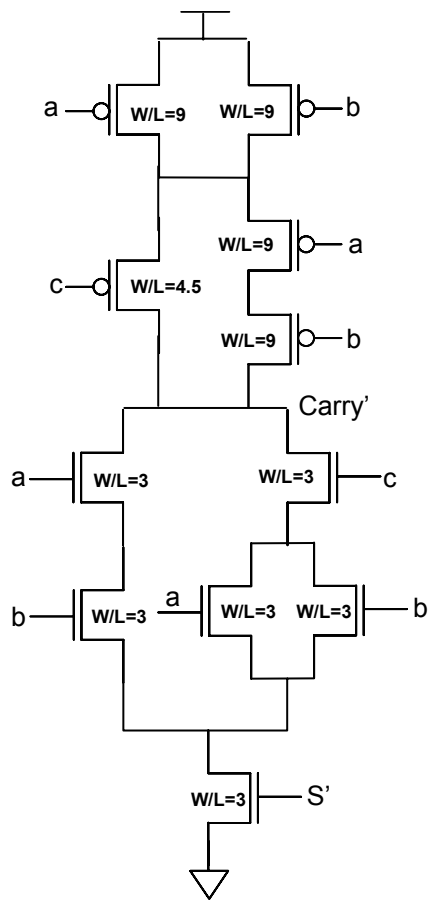 a W/L=9 W/L=9 b
W/L=9 a
c W/L=4.5
W/L=9 b
Carry'
a W/L=3 W/L=3 c
b W/L=3 a W/L=3 W/L=3 b
W/L=3 S'